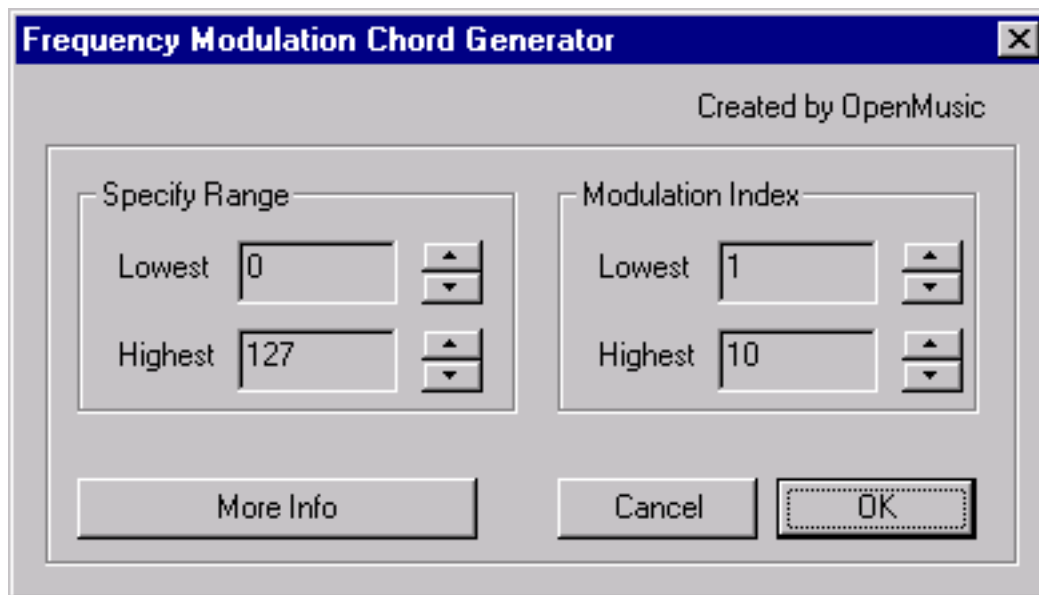 Frequency Modulation Chord Generator
Created by OpenMusic
Specify Range
Lowest 0
Highest 127
Modulation Index
Lowest 1
Highest 10
More Info
Cancel
OK